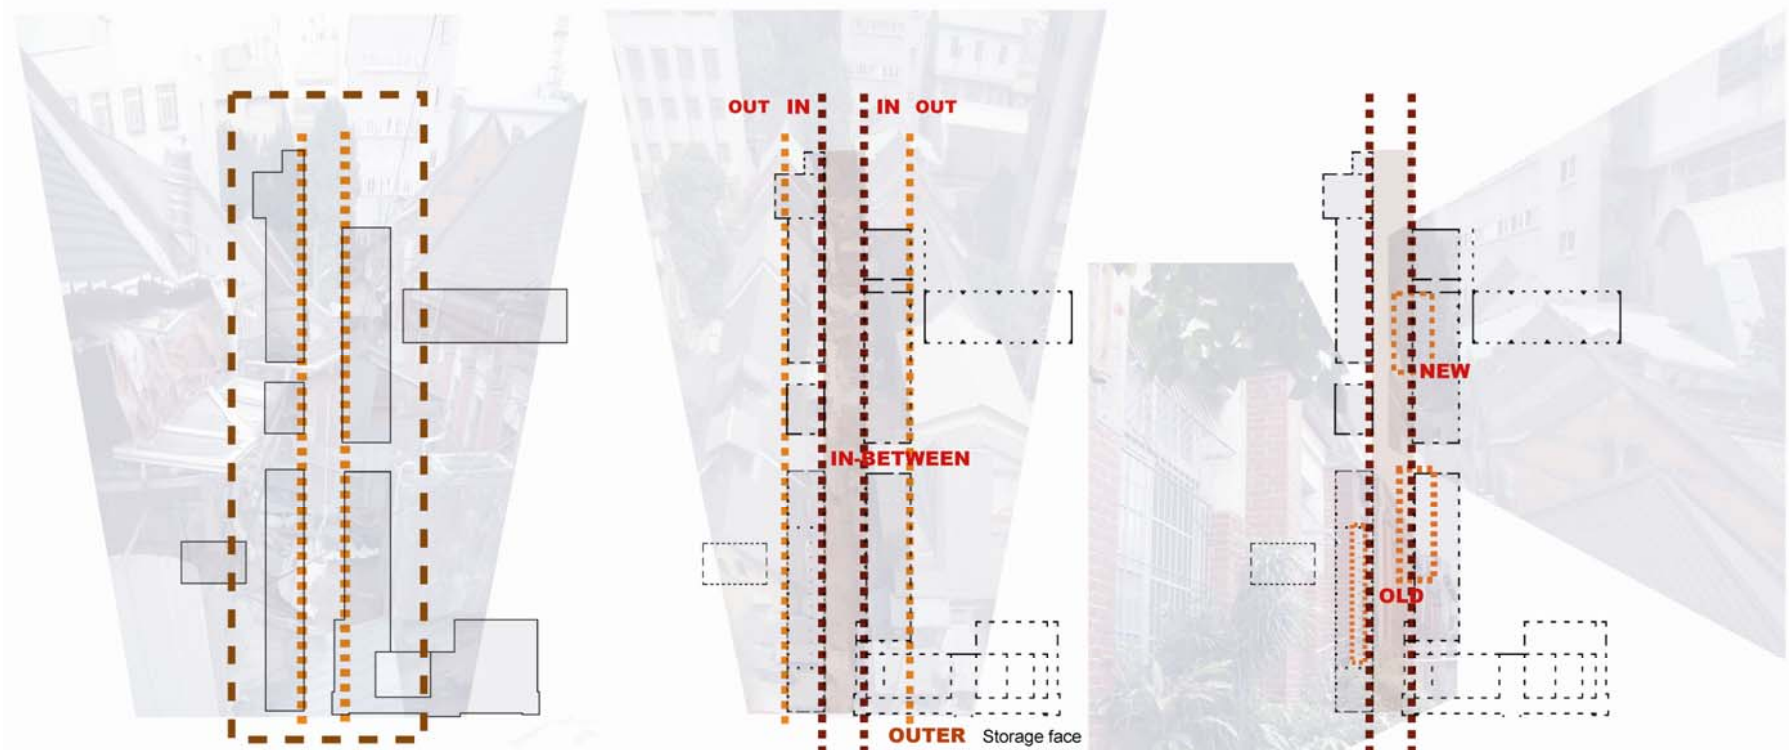 OUT IN IN OUT
NEW
IN-BETWEEN
OLD
OUTER Storage face